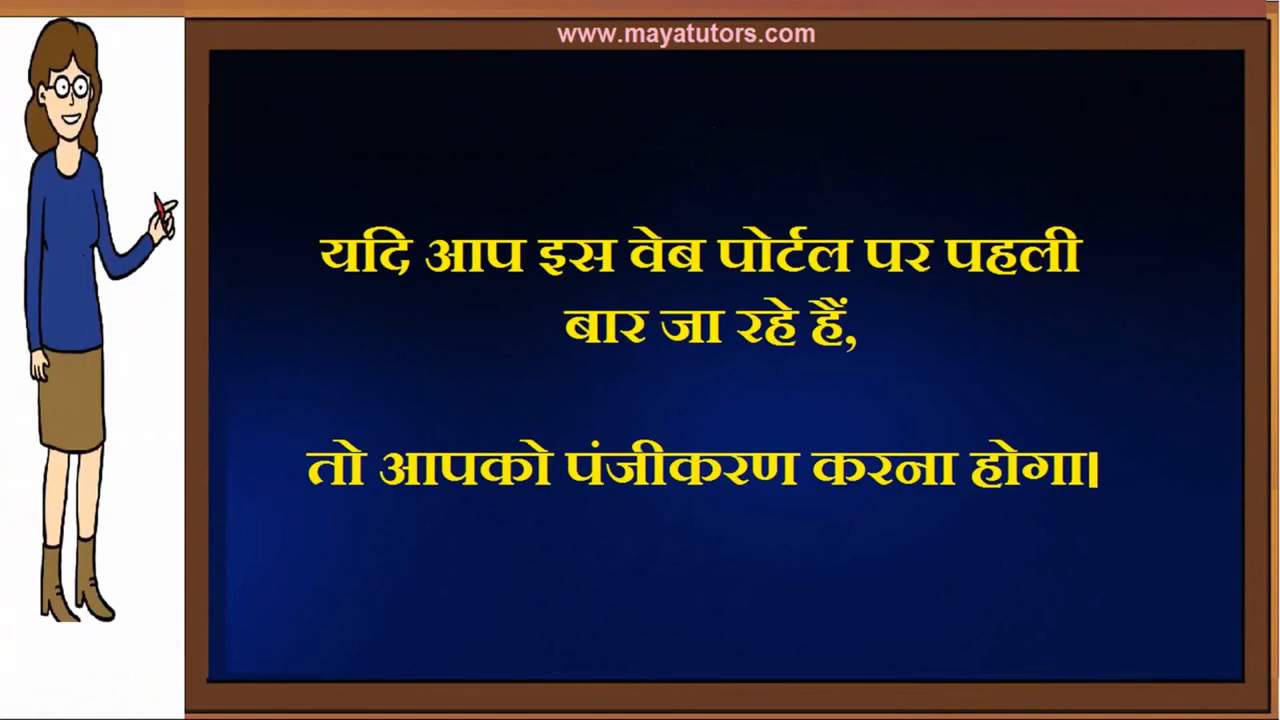 www.mayatutors.com
यदि आप इस वेब पोर्टल पर पहली
बार जा रहे हैं,
तो आपको पंजीकरण करना होगा।